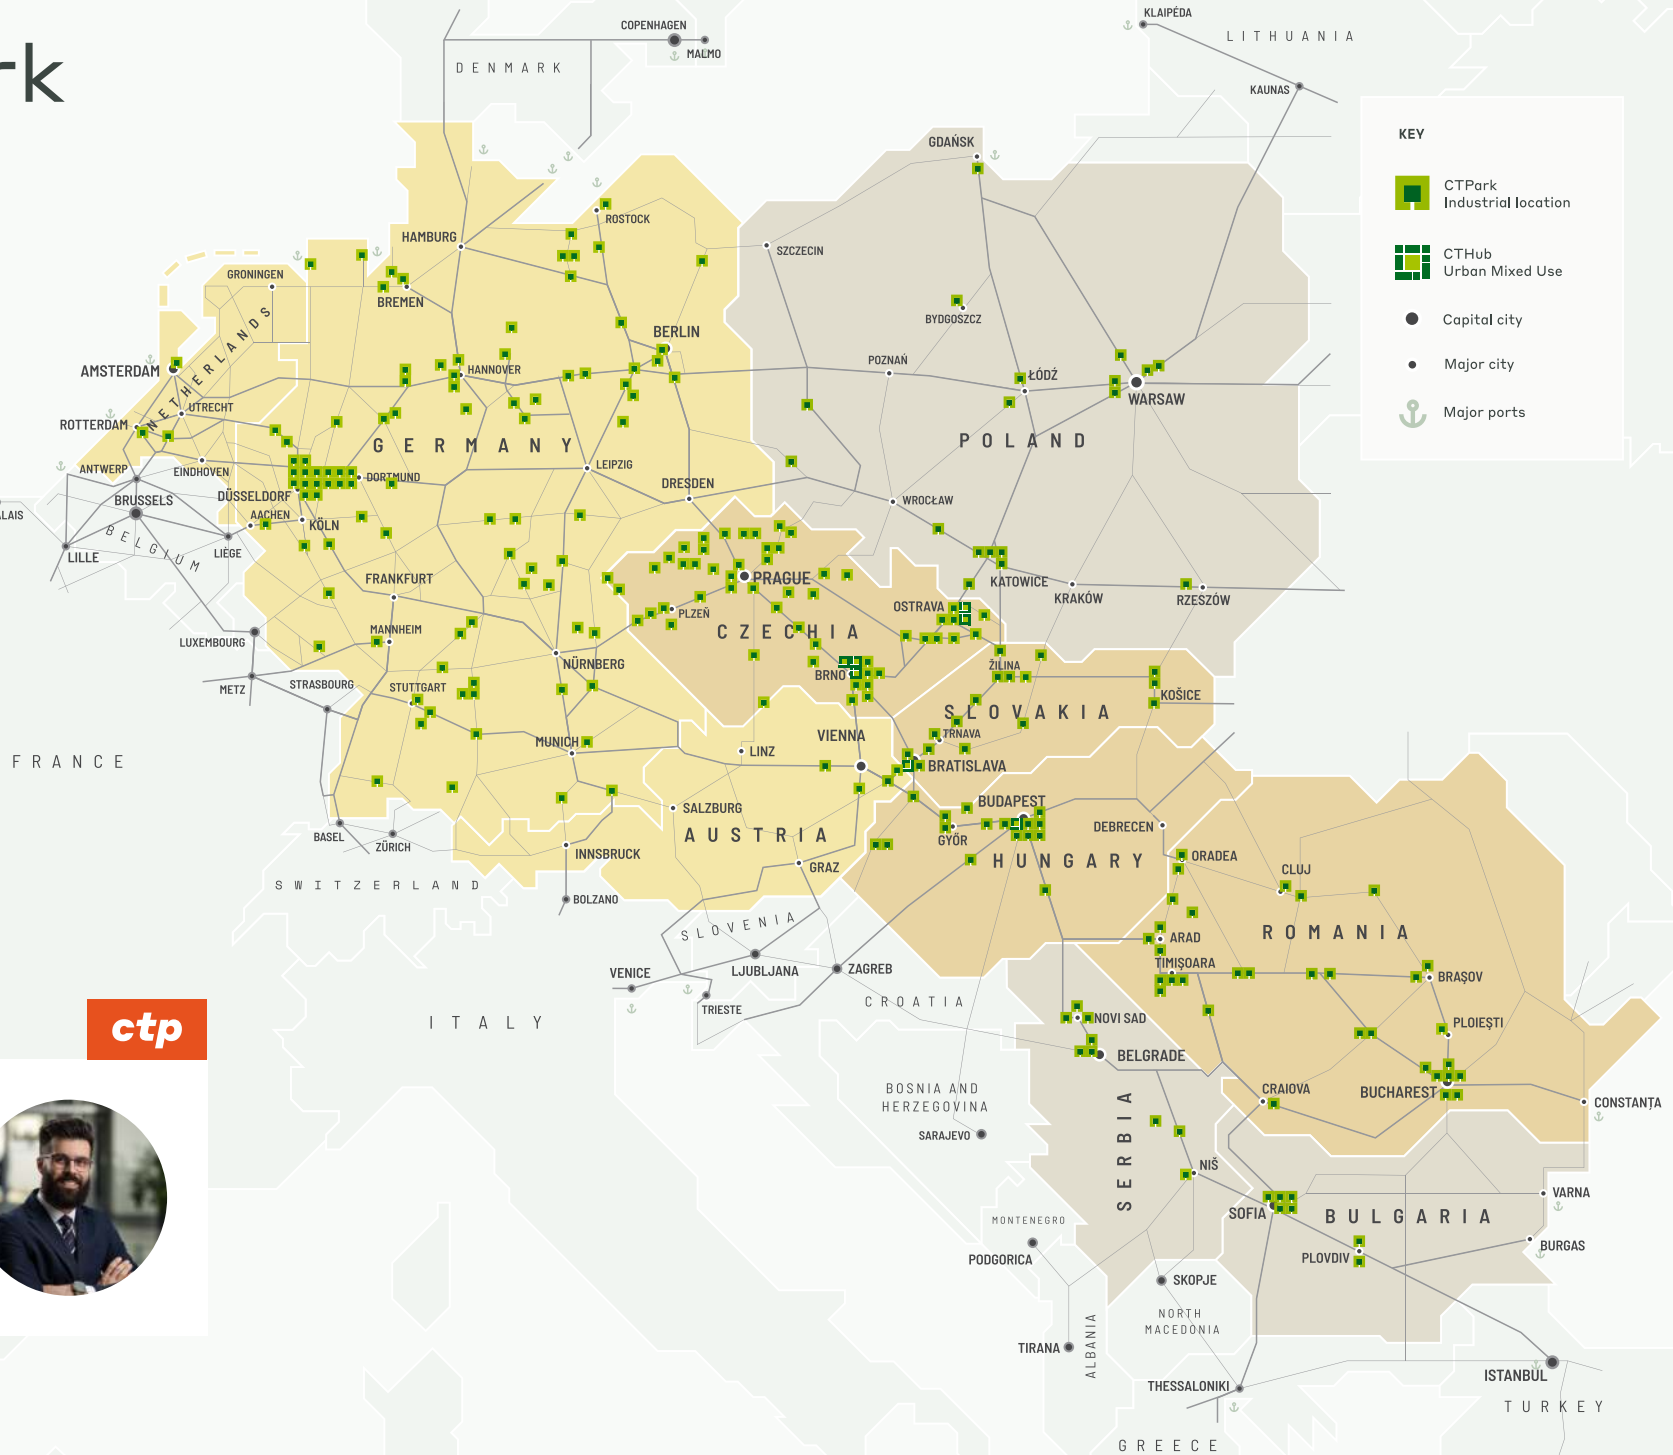 rk
KLAIPÉDA
COPENHAGEN
LITHUANIA
MALMO
DENMARK
KAUNAS
KEY
GDAŃSK
CTPark
Industrial location
ROSTOCK
HAMBURG
SZCZECIN
CTHub
Urban Mixed Use
GRONINGEN
BREMEN
BYDGOSZCZ
Capital city
BERLIN
NETHERLANDS
POZNAŃ
Major city
AMSTERDAM
HANNOVER
ŁÓDŹ
WARSAW
UTRECHT
Major ports
ROTTERDAM
GERMANY
POLAND
ANTWERP
EINDHOVEN
LEIPZIG
DORTMUND
DRESDEN
BRUSSELS
DÜSSELDORF
WROCŁAW
LAIS
AACHEN
KÖLN
BELGIUM
LIÈGE
LILLE
FRANKFURT
PRAGUE
KATOWICE
KRAKÓW
RZESZÓW
OSTRAVA
PLZEŇ
MANNHEIM
CZECHIA
LUXEMBOURG
NÜRNBERG
ŽILINA
BRNO
METZ
STRASBOURG
STUTTGART
KOŠICE
SLOVAKIA
VIENNA
TRNAVA
MUNICH
LINZ
FRANCE
BRATISLAVA
BUDAPEST
SALZBURG
DEBRECEN
BASEL
ZÜRICH
AUSTRIA
GYŐR
INNSBRUCK
HUNGARY
ORADEA
GRAZ
CLUJ
SWITZERLAND
BOLZANO
SLOVENIA
ROMANIA
ARAD
TIMIȘOARA
VENICE
LJUBLJANA
ZAGREB
BRAȘOV
TRIESTE
CROATIA
ITALY
NOVI SAD
PLOIEȘTI
ctp
BELGRADE
BOSNIA AND
HERZEGOVINA
CRAIOVA
BUCHAREST
CONSTANȚA
SARAJEVO
SERBIA
NIŠ
VARNA
MONTENEGRO
SOFIA
BULGARIA
PODGORICA
PLOVDIV
BURGAS
SKOPJE
NORTH
MACEDONIA
TIRANA
ALBANIA
ISTANBUL
THESSALONIKI
TURKEY
GREECE